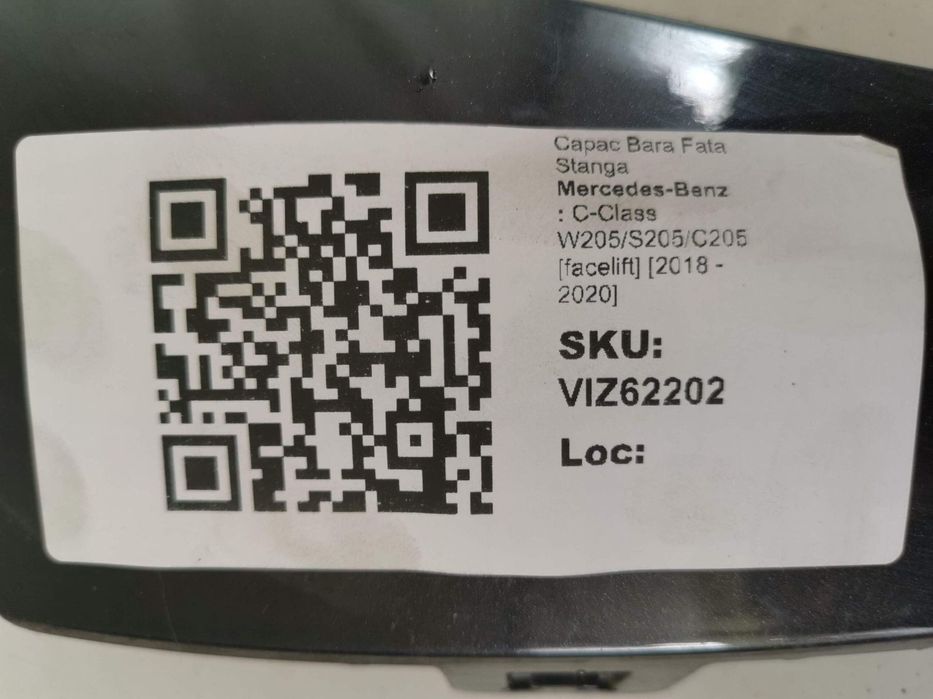 Capac Bara Fata
Stanga
Mercedes-Benz
: C-Class
W205/S205/C205
[facelift] [2018 -
2020]
SKU:
VIZ62202
Loc: